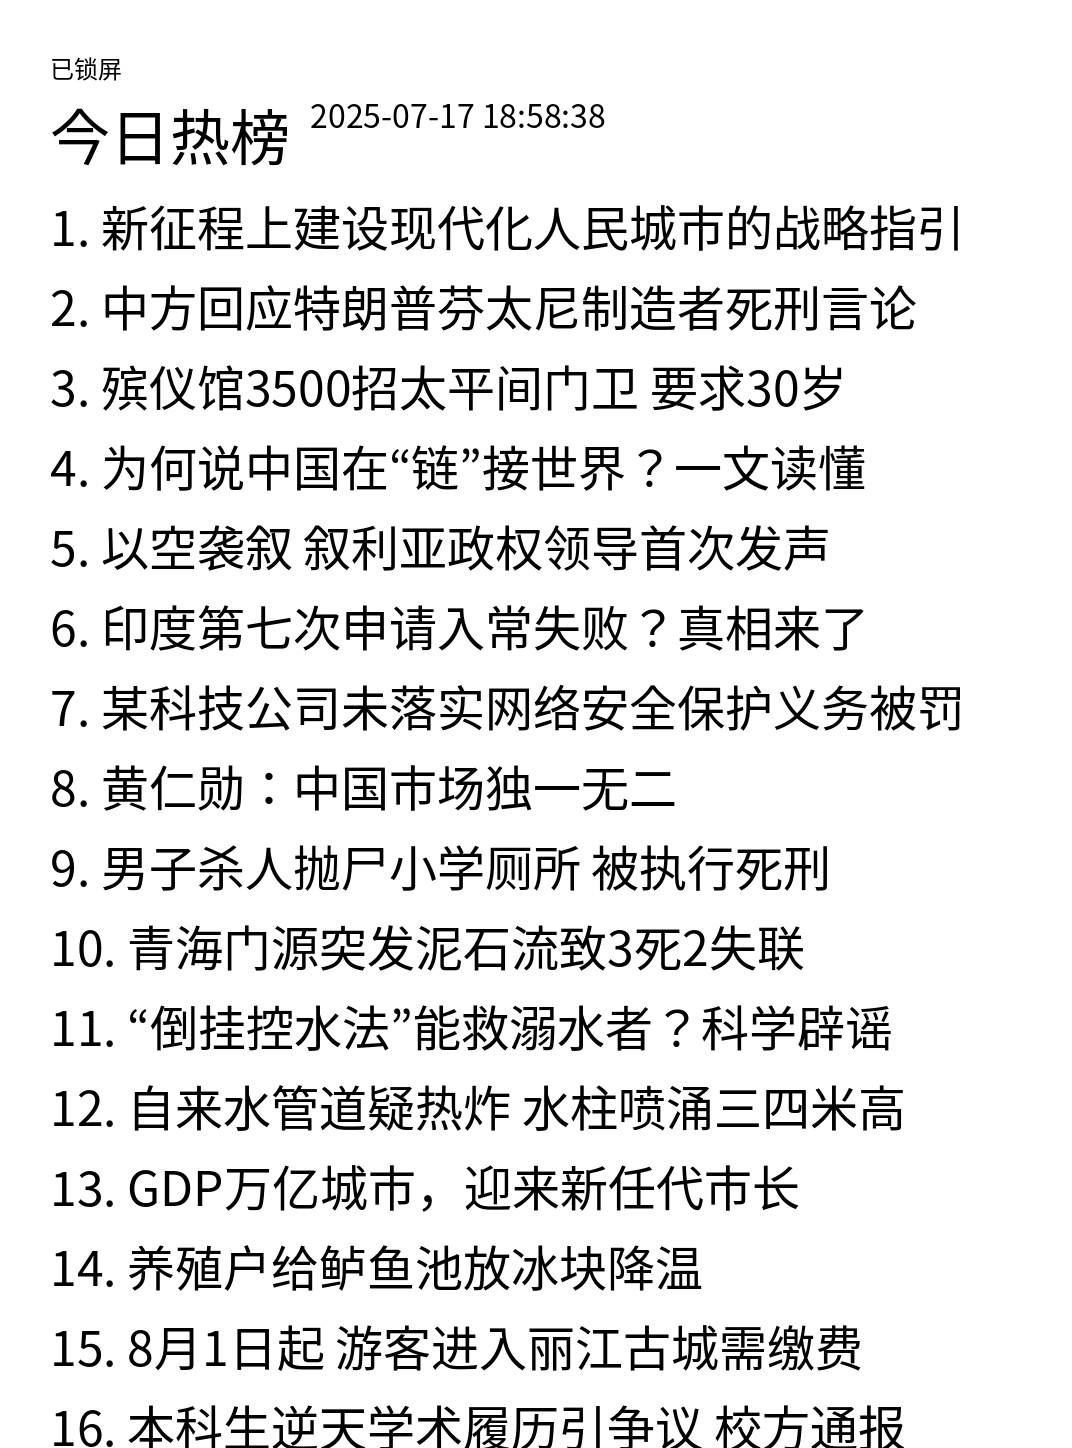 已锁屏
今日热榜 2025-07-17 18:58:38
1. 新征程上建设现代化人民城市的战略指引
2. 中方回应特朗普芬太尼制造者死刑言论
3. 殡仪馆3500招太平间门卫 要求30岁
4. 为何说中国在“链”接世界？一文读懂
5. 以空袭叙 叙利亚政权领导首次发声
6. 印度第七次申请入常失败？真相来了
7. 某科技公司未落实网络安全保护义务被罚
8. 黄仁勋：中国市场独一无二
9. 男子杀人抛尸小学厕所 被执行死刑
10. 青海门源突发泥石流致3死2失联
11. “倒挂控水法”能救溺水者？科学辟谣
12. 自来水管道疑热炸 水柱喷涌三四米高
13. GDP万亿城市，迎来新任代市长
14. 养殖户给鲈鱼池放冰块降温
15. 8月1日起 游客进入丽江古城需缴费
16. 本科生逆天学术履历引争议 校方通报